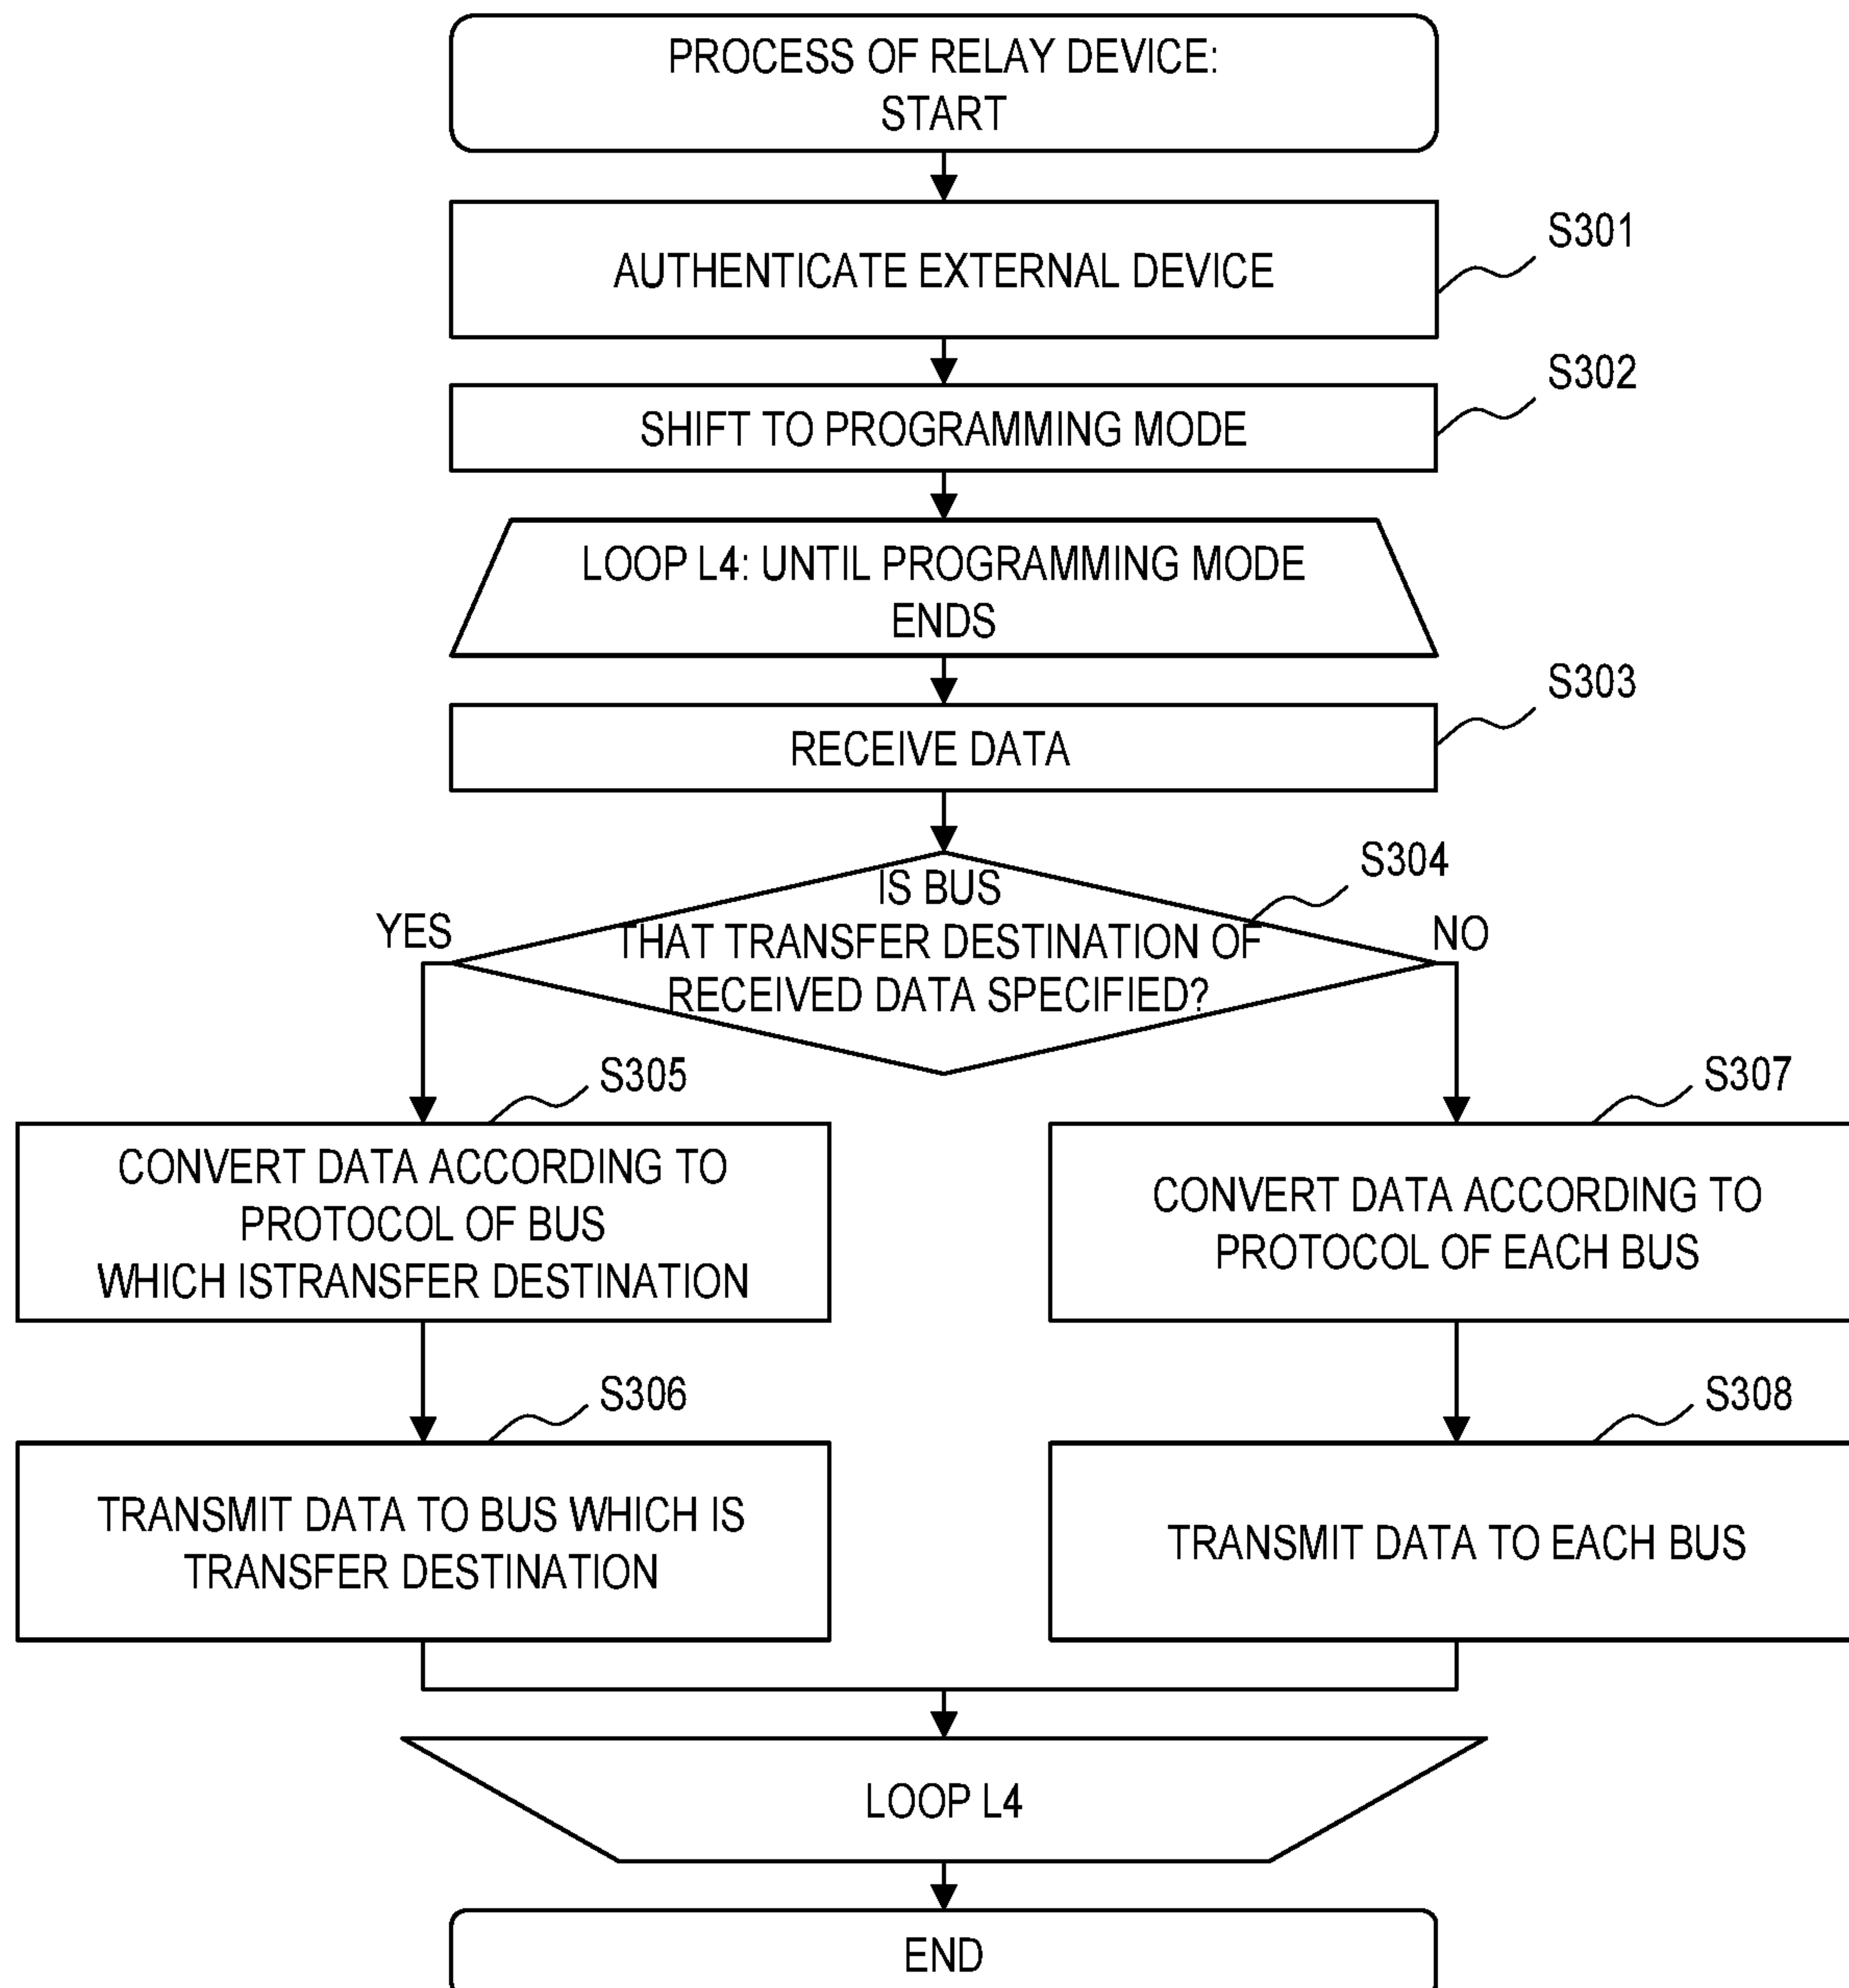 PROCESS OF RELAY DEVICE:
START
S301
AUTHENTICATE EXTERNAL DEVICE
S302
SHIFT TO PROGRAMMING MODE
LOOP L4: UNTIL PROGRAMMING MODE
ENDS
S303
RECEIVE DATA
S304
IS BUS
THAT TRANSFER DESTINATION OF
RECEIVED DATA SPECIFIED?
YES
NO
S305
CONVERT DATA ACCORDING TO
PROTOCOL OF BUS
WHICH ISTRANSFER DESTINATION
S307
CONVERT DATA ACCORDING TO
PROTOCOL OF EACH BUS
S306
TRANSMIT DATA TO BUS WHICH IS
TRANSFER DESTINATION
S308
TRANSMIT DATA TO EACH BUS
LOOP L4
END